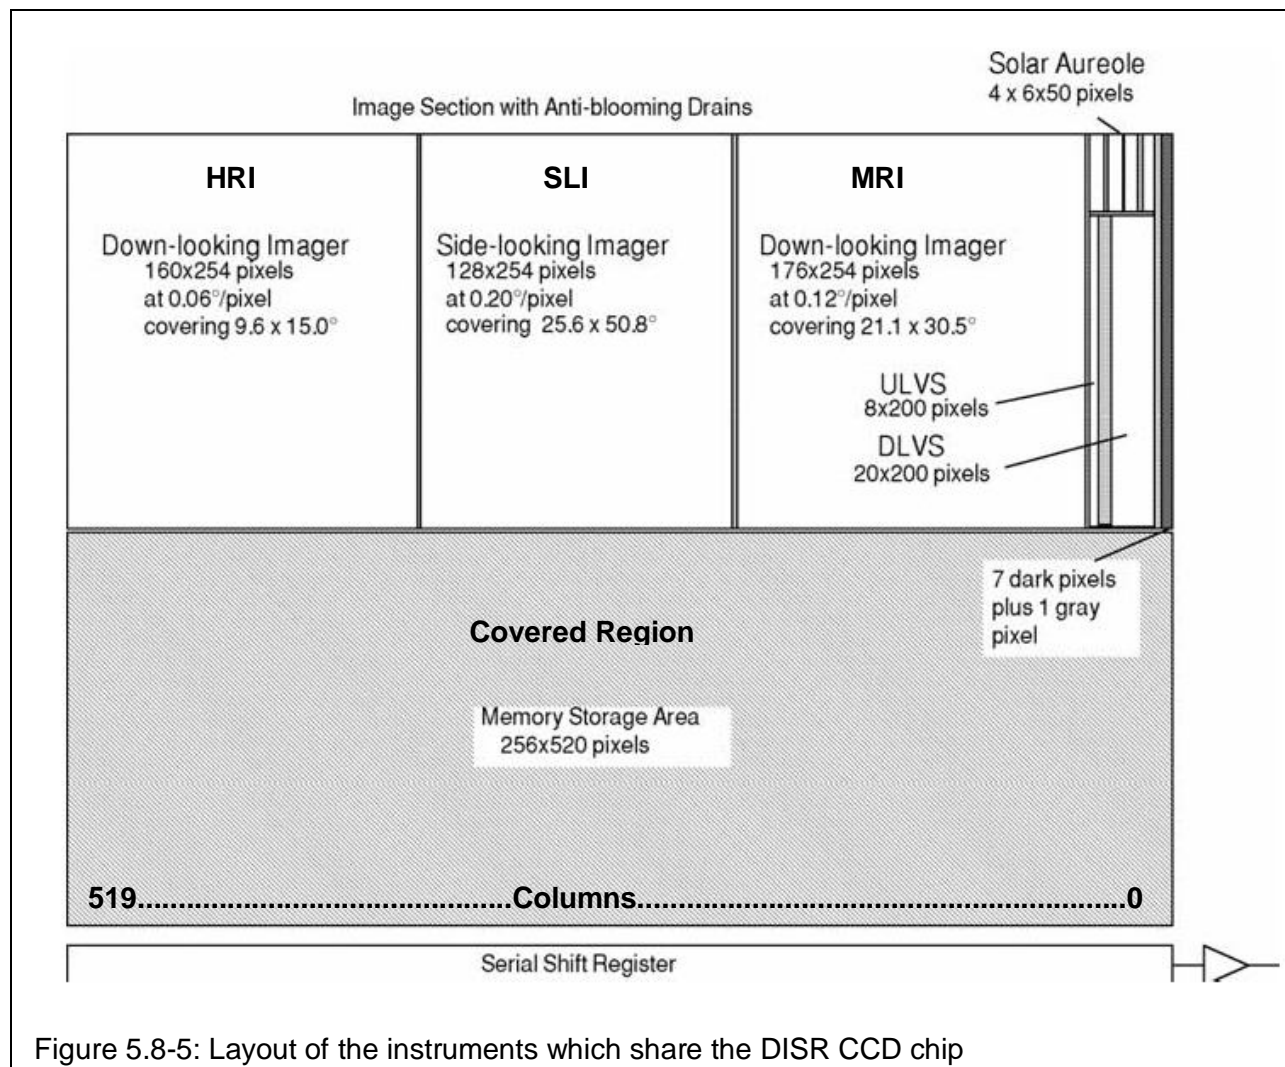 Solar Aureole
4 x 6x50 pixels
Image Section with Anti-blooming Drains
HRI
Down-looking Imager
160x254 pixels
at 0.06°/pixel
covering 9.6 x 15.0°
SLI
Side-looking Imager
128x254 pixels
at 0.20°/pixel
covering 25.6 x 50.8°
MRI
Down-looking Imager
176x254 pixels
at 0.12°/pixel
covering 21.1 x 30.5°
ULVS
8x200 pixels
DLVS
20x200 pixels
7 dark pixels
plus 1 gray
pixel
Covered Region
Memory Storage Area
256x520 pixels
519..............................................Columns............................................................0
Serial Shift Register
Figure 5.8-5: Layout of the instruments which share the DISR CCD chip